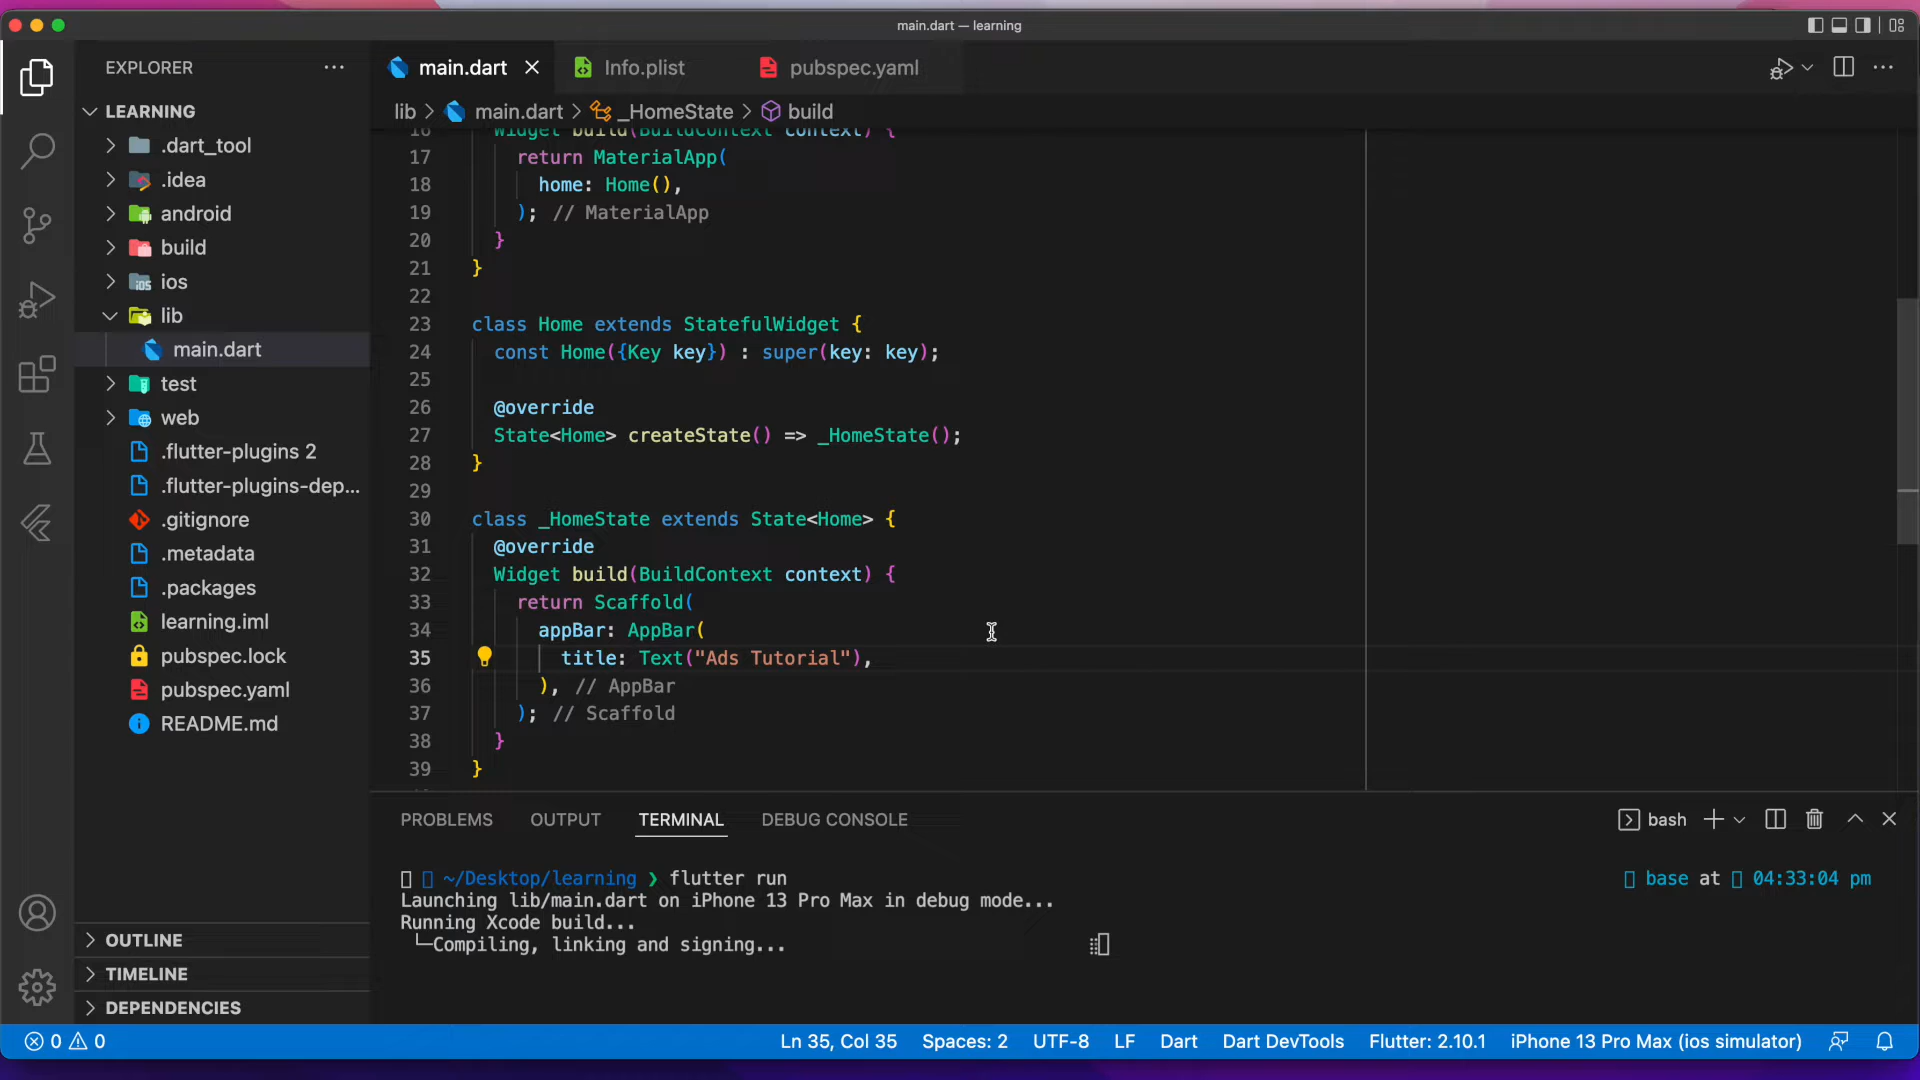 main.dart — learning
EXPLORER
LEARNING
.dart_tool
.idea
android
build
ios
lib
main.dart
test
web
.flutter-plugins 2
.flutter-plugins-dep...
.gitignore
.metadata
.packages
learning.iml
pubspec.lock
pubspec.yaml
README.md
OUTLINE
TIMELINE
DEPENDENCIES
main.dart Info.plist pubspec.yaml
lib > main.dart > _HomeState > build
16 Widget build(BuildContext context) {
17 return MaterialApp(
18 home: Home(),
19 ); // MaterialApp
20 }
21 }
22
23 class Home extends StatefulWidget {
24 const Home({Key key}) : super(key: key);
25
26 @override
27 State<Home> createState() => _HomeState();
28 }
29
30 class _HomeState extends State<Home> {
31 @override
32 Widget build(BuildContext context) {
33 return Scaffold(
34 appBar: AppBar(
35 title: Text("Ads Tutorial"),
36 ), // AppBar
37 ); // Scaffold
38 }
39 }
PROBLEMS OUTPUT TERMINAL DEBUG CONSOLE bash
~/Desktop/learning ❯ flutter run base at 04:33:04 pm
Launching lib/main.dart on iPhone 13 Pro Max in debug mode...
Running Xcode build...
└─Compiling, linking and signing...
0 0 Ln 35, Col 35 Spaces: 2 UTF-8 LF Dart Dart DevTools Flutter: 2.10.1 iPhone 13 Pro Max (ios simulator)